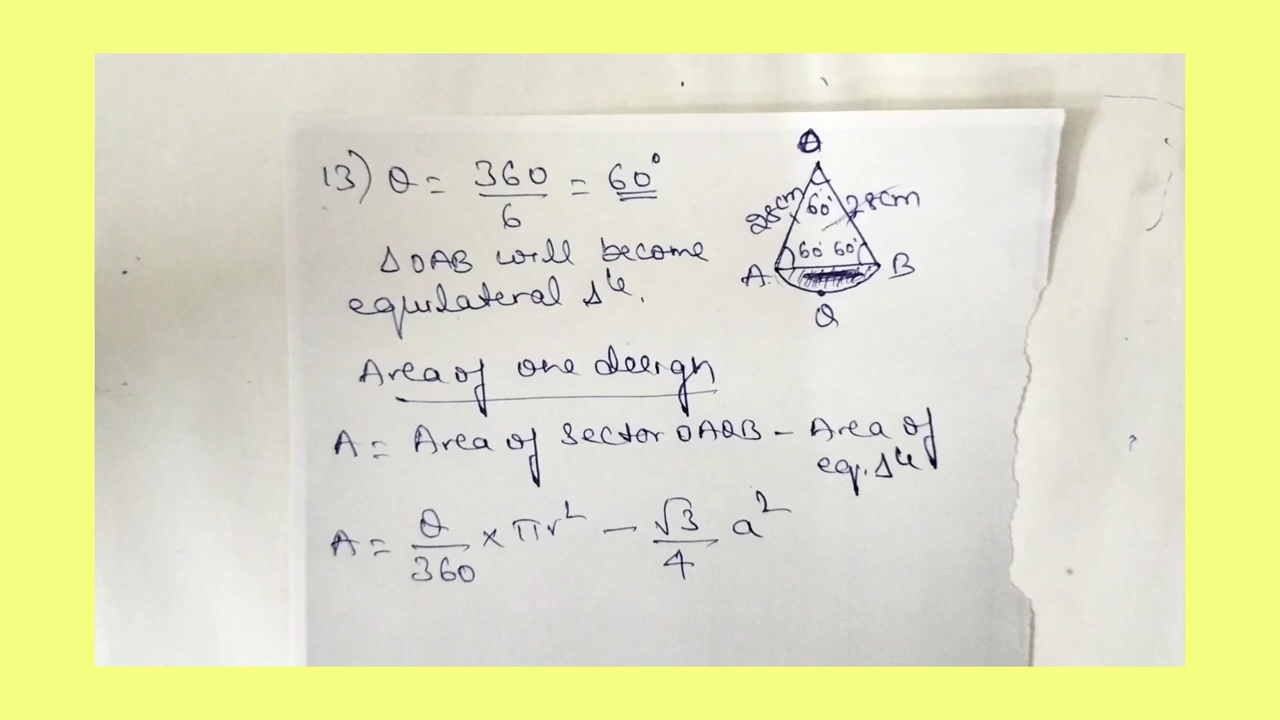 13) θ = 360/6 = 60°
ΔOAB will become
equilateral Δle.
Area of one design
A = Area of sector OAQB - Area of
eq. Δle
A = θ/360 × πr² - √3/4 a²
O
28cm 60° 28cm
60° 60°
A B
Q